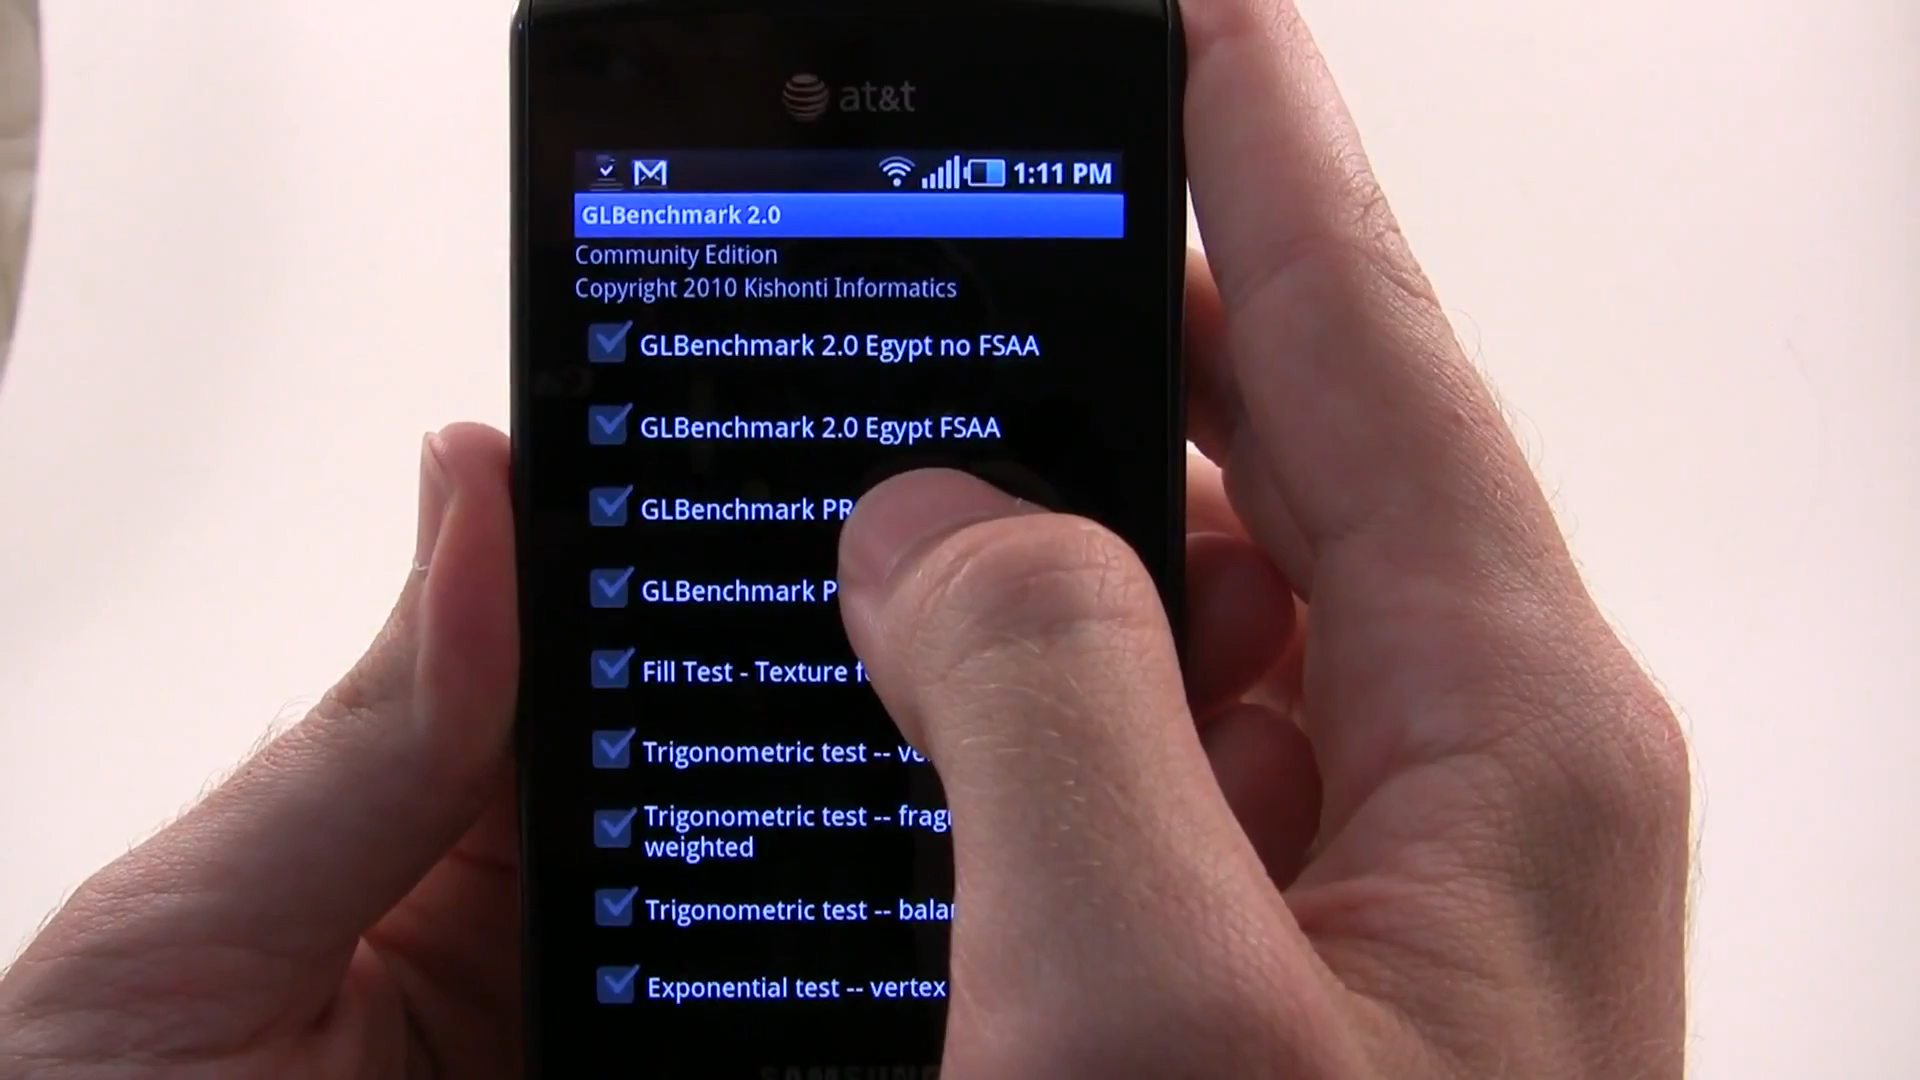 at&t
1:11 PM
GLBenchmark 2.0
Community Edition
Copyright 2010 Kishonti Informatics
GLBenchmark 2.0 Egypt no FSAA
GLBenchmark 2.0 Egypt FSAA
GLBenchmark
GLBenchmark
Fill Test - Texture
Trigonometric test --
Trigonometric test --
weighted
Trigonometric test --
Exponential test -- vertex
SAMSUNG